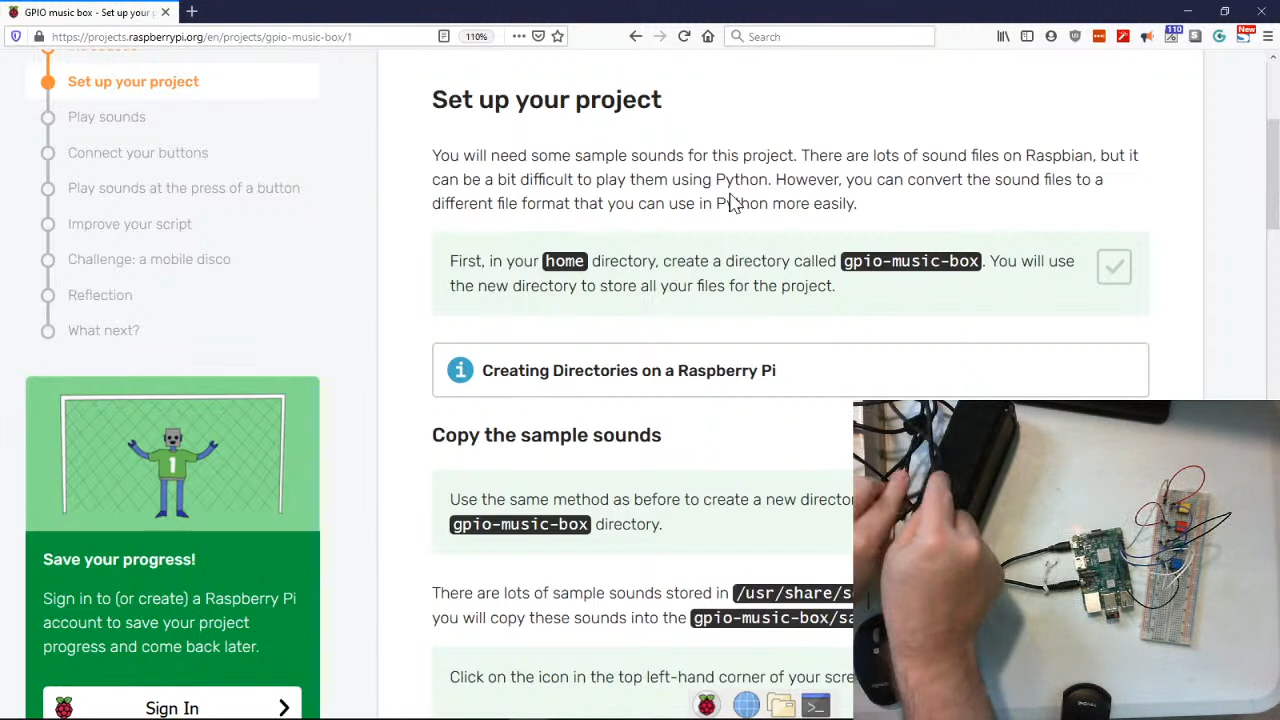 GPIO music box - Set up your p
https://projects.raspberrypi.org/en/projects/gpio-music-box/1
110%
Search
110
New
Set up your project
Play sounds
Connect your buttons
Play sounds at the press of a button
Improve your script
Challenge: a mobile disco
Reflection
What next?
1
Save your progress!
Sign in to (or create) a Raspberry Pi
account to save your project
progress and come back later.
Sign In
Set up your project
You will need some sample sounds for this project. There are lots of sound files on Raspbian, but it
can be a bit difficult to play them using Python. However, you can convert the sound files to a
different file format that you can use in Python more easily.
First, in your home directory, create a directory called gpio-music-box. You will use
the new directory to store all your files for the project.
Creating Directories on a Raspberry Pi
Copy the sample sounds
Use the same method as before to create a new director
gpio-music-box directory.
There are lots of sample sounds stored in /usr/share/s
you will copy these sounds into the gpio-music-box/sa
Click on the icon in the top left-hand corner of your scre